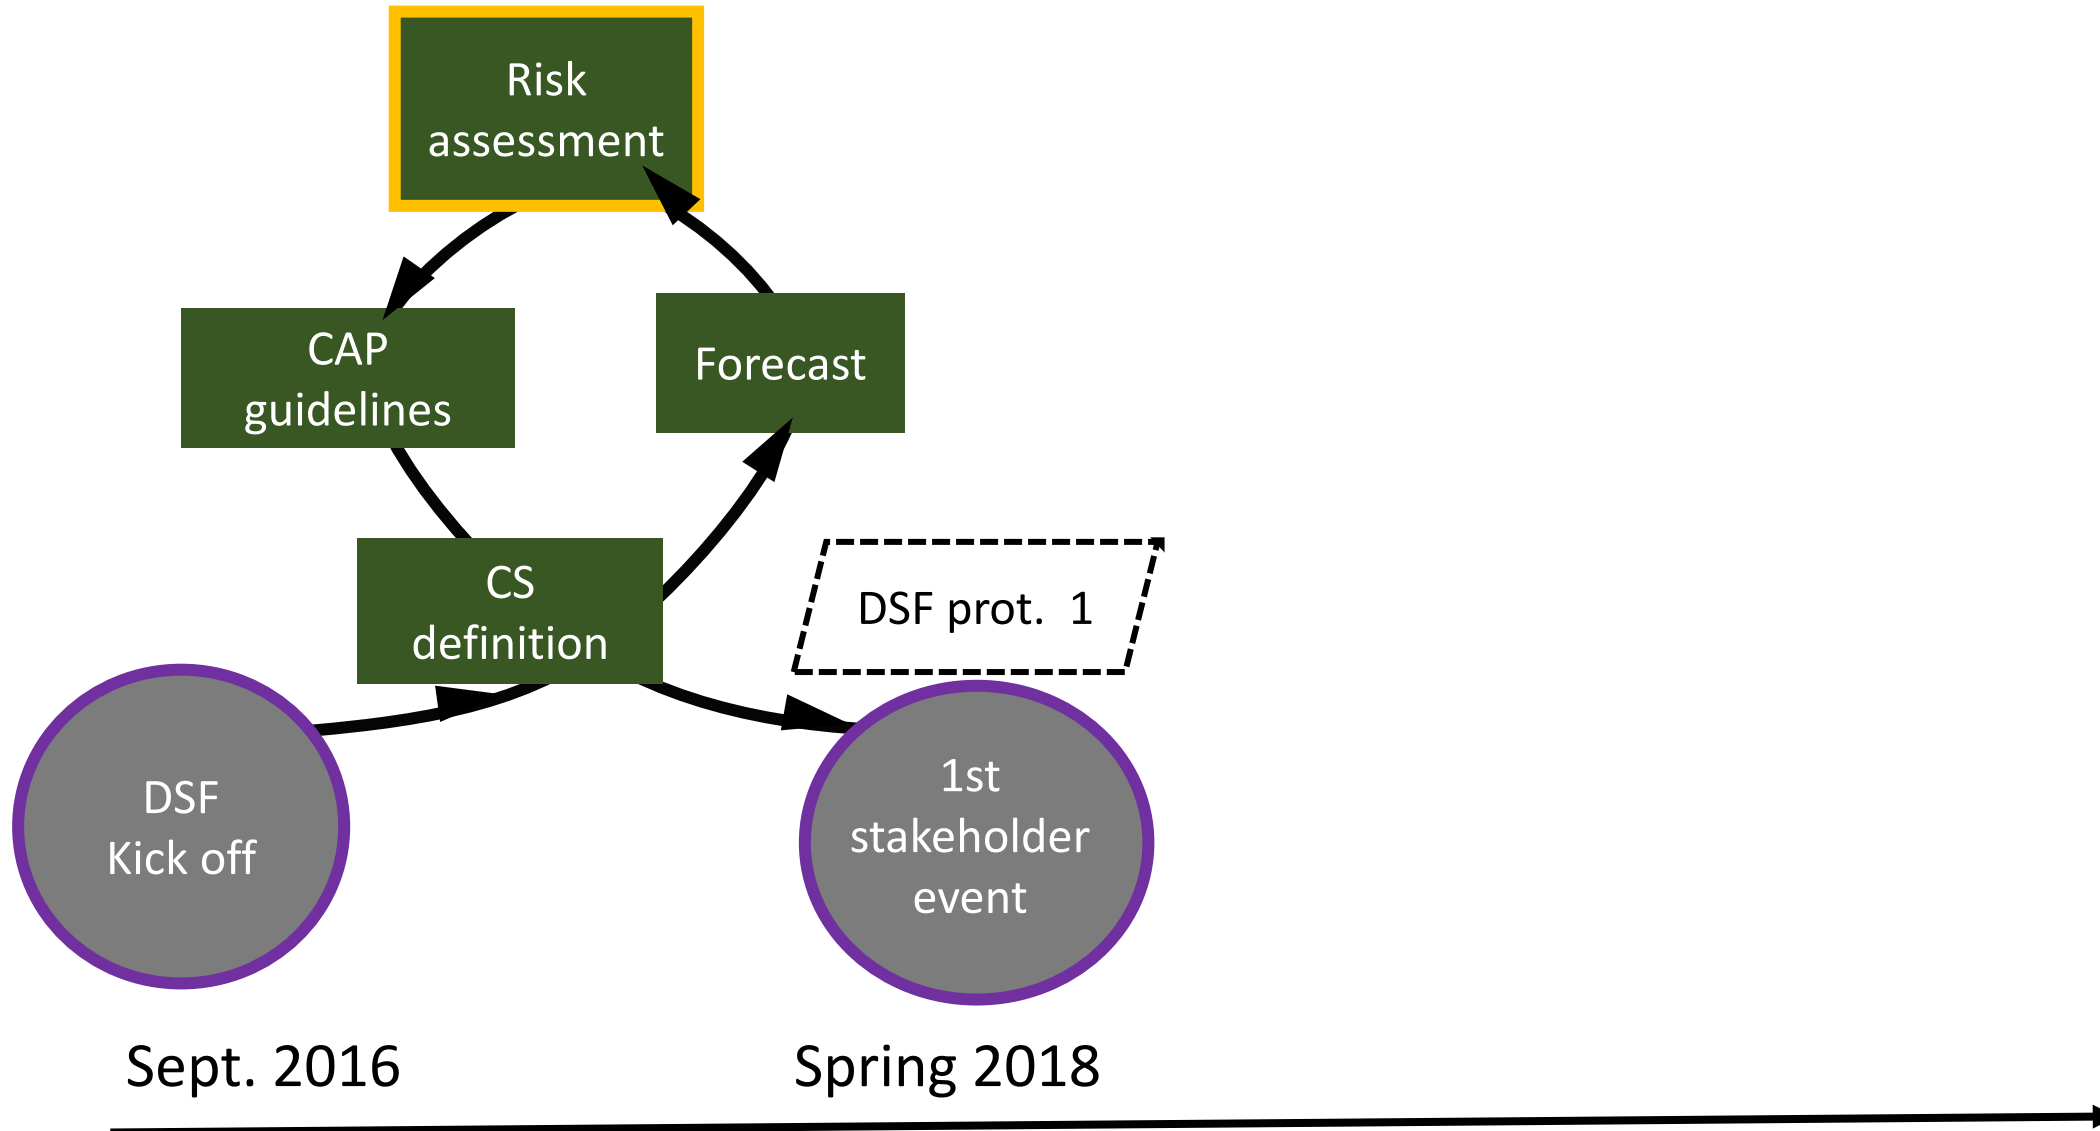 Risk
assessment
CAP
guidelines
Forecast
CS
definition
DSF prot.  1
DSF
Kick off
1st
stakeholder
event
Sept. 2016
Spring 2018